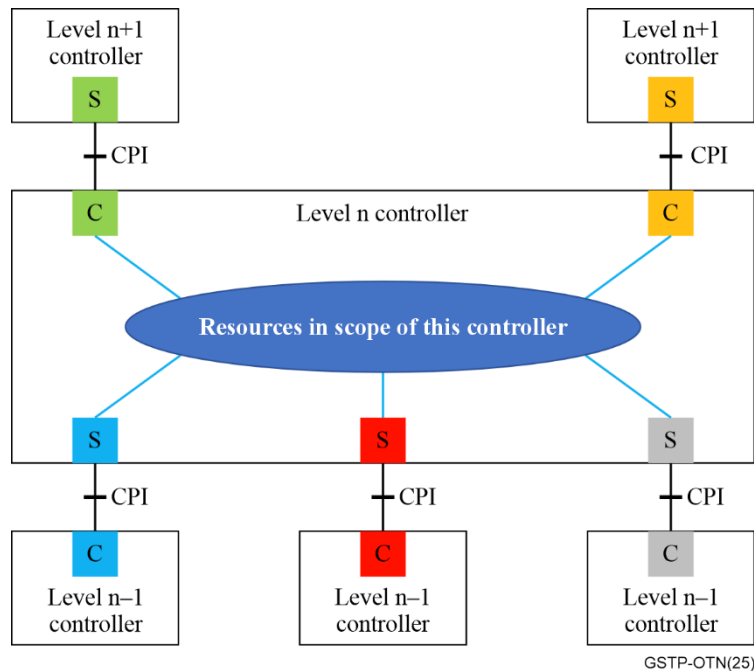 Level n+1
controller
Level n+1
controller
S
S
CPI
CPI
C
Level n controller
C
Resources in scope of this controller
S
S
S
CPI
CPI
CPI
C
C
C
Level n–1
controller
Level n–1
controller
Level n–1
controller
GSTP-OTN(25)